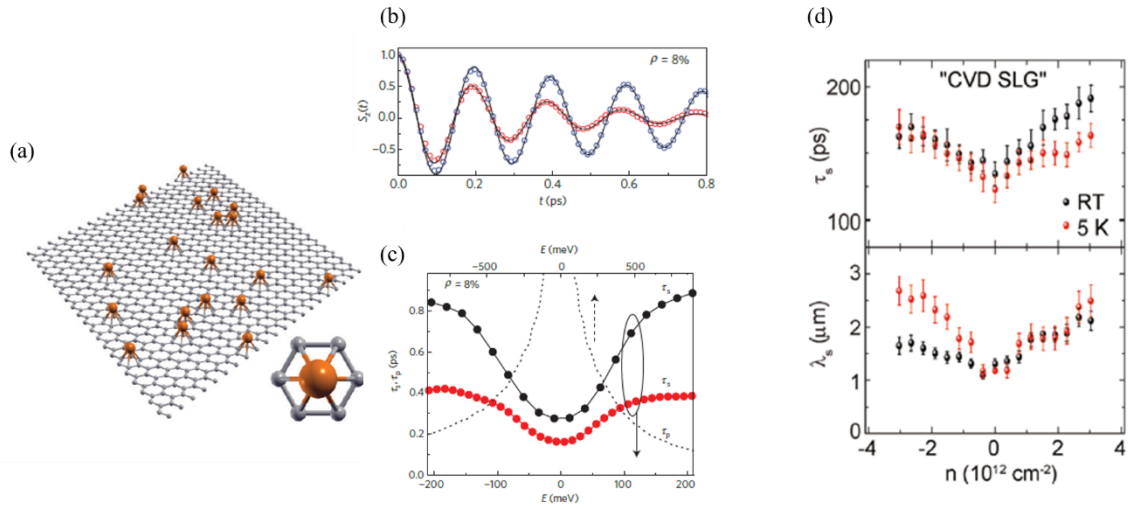 (a)
(b)
ρ = 8%
S_z(t)
1.0
0.5
0.0
−0.5
0.0
0.2
0.4
0.6
0.8
t (ps)
(c)
E (meV)
−500
0
500
ρ = 8%
τ_s, τ_p (ps)
0.8
0.6
0.4
0.2
0.0
τ_s
τ_s
τ_p
−200
−100
0
100
200
E (meV)
(d)
"CVD SLG"
τ_s (ps)
200
100
RT
5 K
λ_s (μm)
3
2
1
0
-4
-2
0
2
4
n (10¹² cm⁻²)